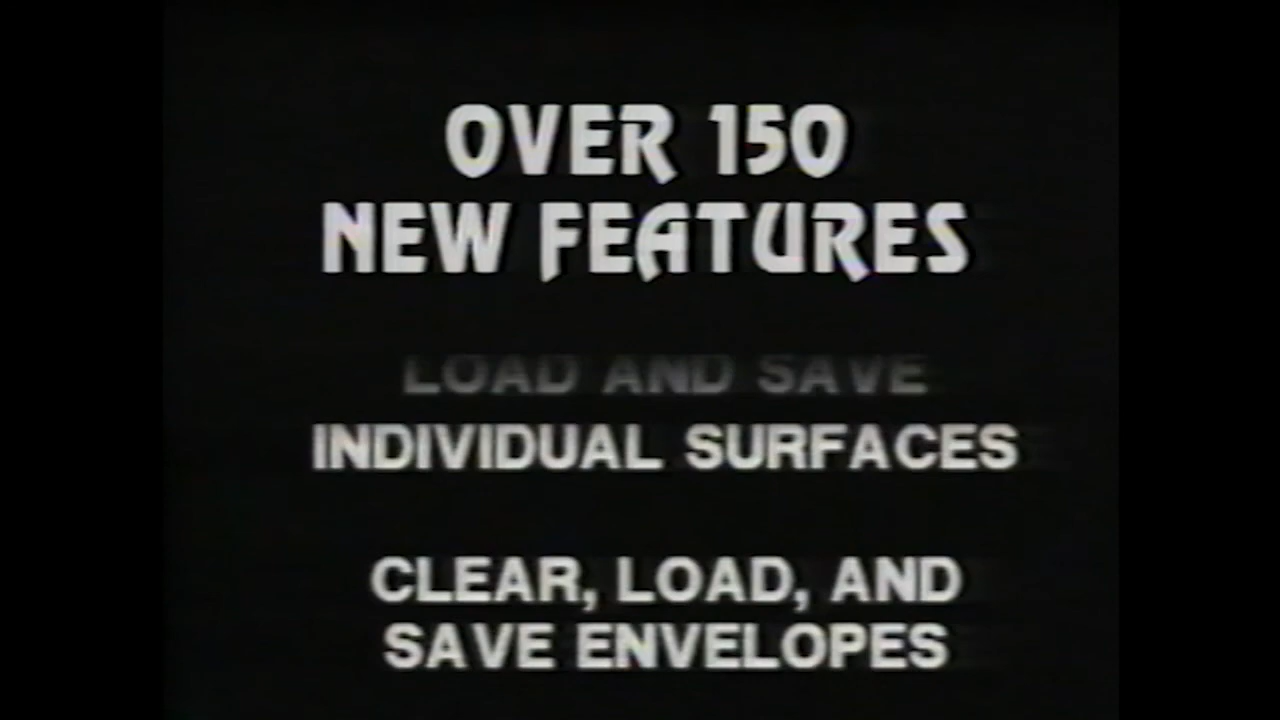 OVER 150
NEW FEATURES
LOAD AND SAVE
INDIVIDUAL SURFACES
CLEAR, LOAD, AND
SAVE ENVELOPES